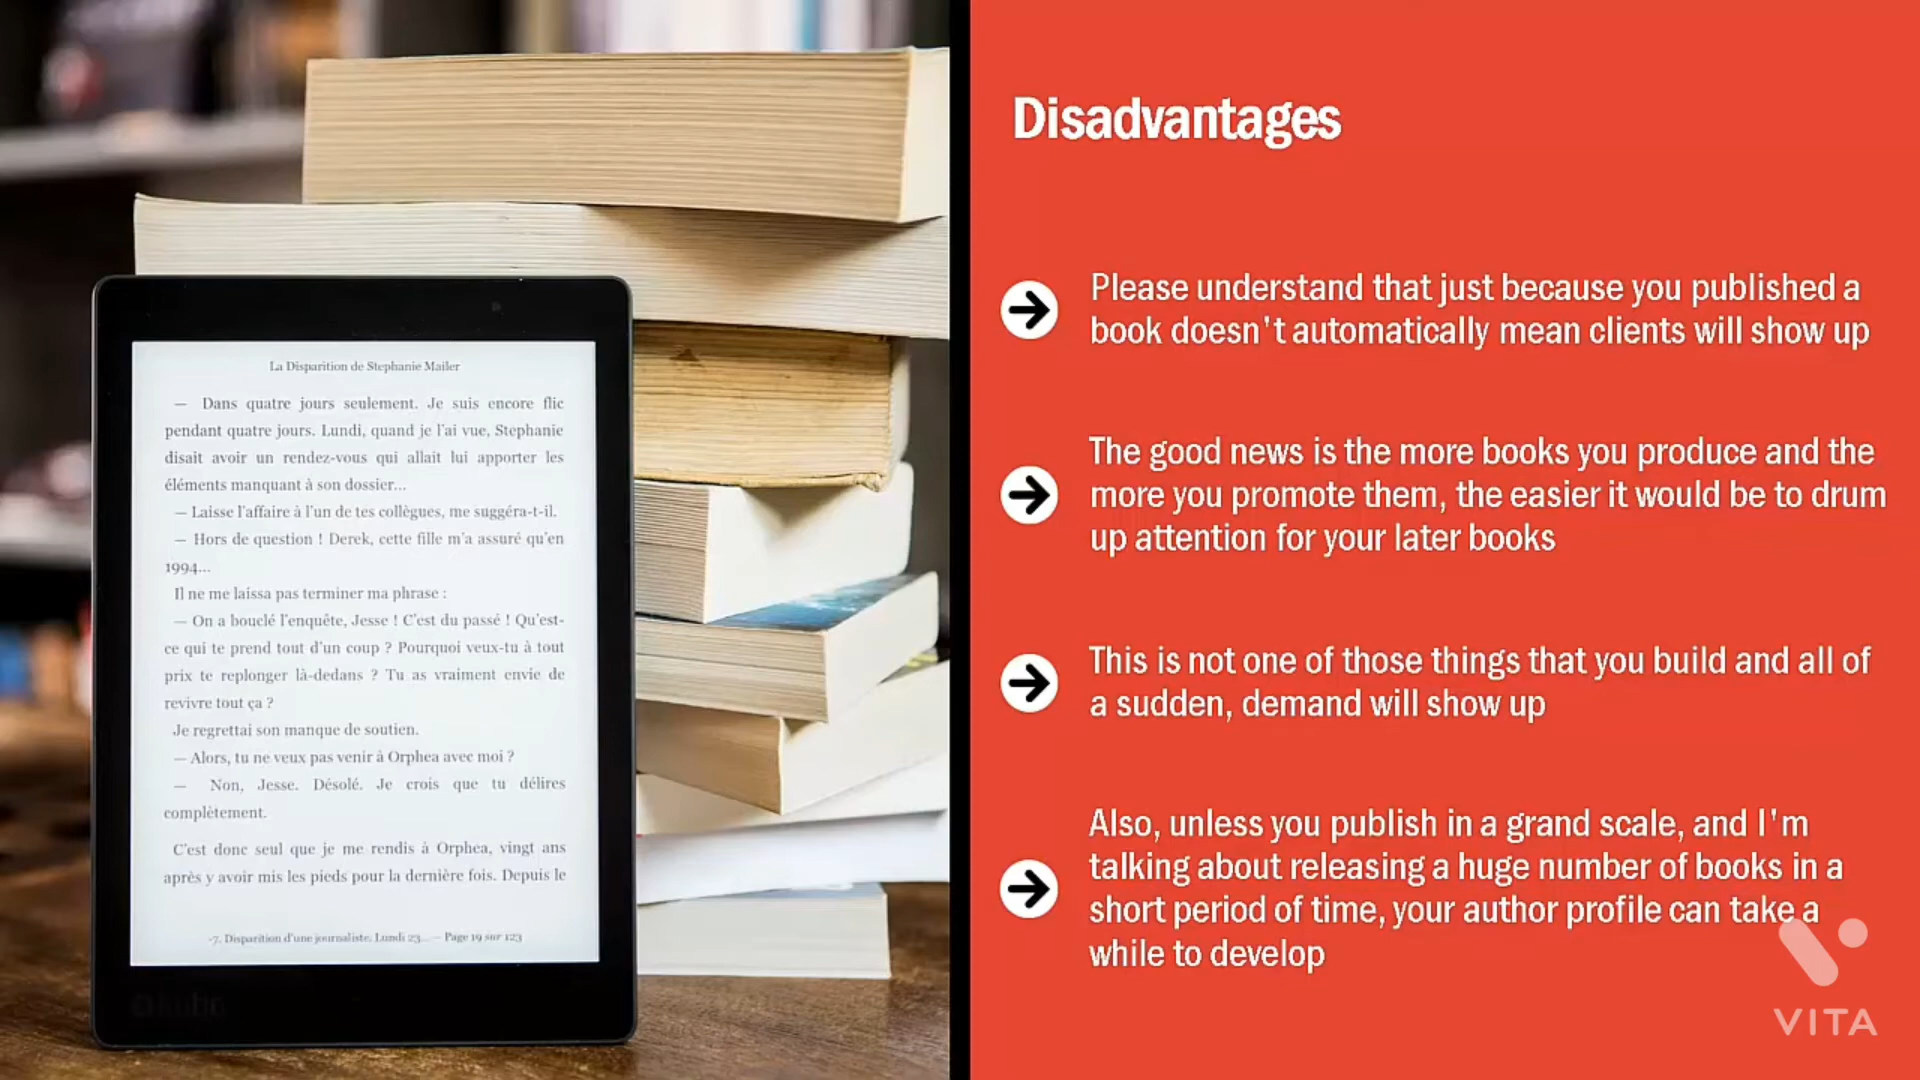 La Disparition de Stephanie Mailer
— Dans quatre jours seulement. Je suis encore flic
pendant quatre jours. Lundi, quand je l'ai vue, Stephanie
disait avoir un rendez-vous qui allait lui apporter les
éléments manquant à son dossier...
— Laisse l'affaire à l'un de tes collègues, me suggéra-t-il.
— Hors de question ! Derek, cette fille m'a assuré qu'en
1994...
Il ne me laissa pas terminer ma phrase :
— On a bouclé l'enquête, Jesse ! C'est du passé ! Qu'est-
ce qui te prend tout d'un coup ? Pourquoi veux-tu à tout
prix te replonger là-dedans ? Tu as vraiment envie de
revivre tout ça ?
Je regrettai son manque de soutien.
— Alors, tu ne veux pas venir à Orphea avec moi ?
— Non, Jesse. Désolé. Je crois que tu délires
complètement.
C'est donc seul que je me rendis à Orphea, vingt ans
après y avoir mis les pieds pour la dernière fois. Depuis le
-7. Disparition d'une journaliste. Lundi 23... — Page 19 sur 123
Disadvantages
Please understand that just because you published a
book doesn't automatically mean clients will show up
The good news is the more books you produce and the
more you promote them, the easier it would be to drum
up attention for your later books
This is not one of those things that you build and all of
a sudden, demand will show up
Also, unless you publish in a grand scale, and I'm
talking about releasing a huge number of books in a
short period of time, your author profile can take a
while to develop
VITA